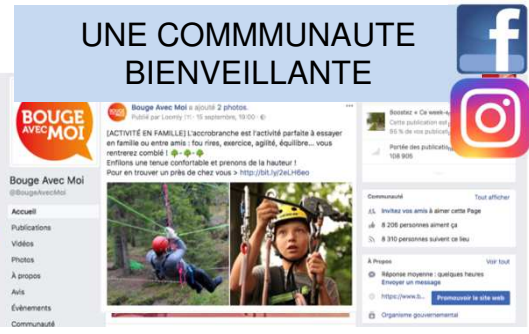 UNE COMMMUNAUTE
BIENVEILLANTE
BOUGE
AVEC MOI
Bouge Avec Moi
@BougeAvecMoi
Accueil
Publications
Vidéos
Photos
À propos
Avis
Évènements
Communauté
Bouge Avec Moi a ajouté 2 photos.
Publié par Loomly · 15 septembre, 19:00 ·
[ACTIVITÉ EN FAMILLE] L'accrobranche est l'activité parfaite à essayer
en famille ou entre amis : fou rires, exercice, agilité, équilibre... vous
rentrerez comblé !
Enfilons une tenue confortable et prenons de la hauteur !
Pour en trouver un près de chez vous > http://bit.ly/2eLH6eo
Boostez « Ce week-e
Cette publication est
95 % de vos publicat
Portée des publicatio
108 905
Communauté
Tout afficher
Invitez vos amis à aimer cette Page
8 206 personnes aiment ça
8 310 personnes suivent ce lieu
À Propos
Voir tout
Réponse moyenne : quelques heures
Envoyer un message
https://www.b...
Promouvoir le site web
Organisme gouvernemental